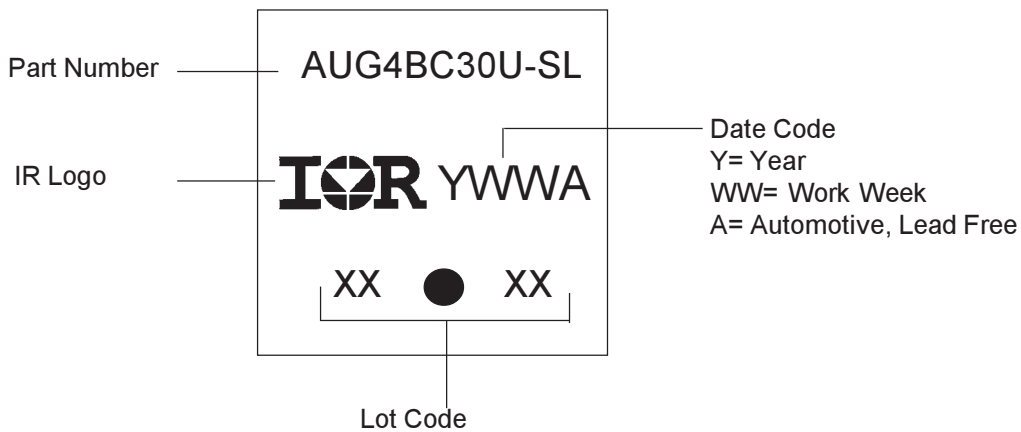 Part Number
AUG4BC30U-SL
IR Logo
IOR YWWA
Date Code
Y= Year
WW= Work Week
A= Automotive, Lead Free
XX XX
Lot Code